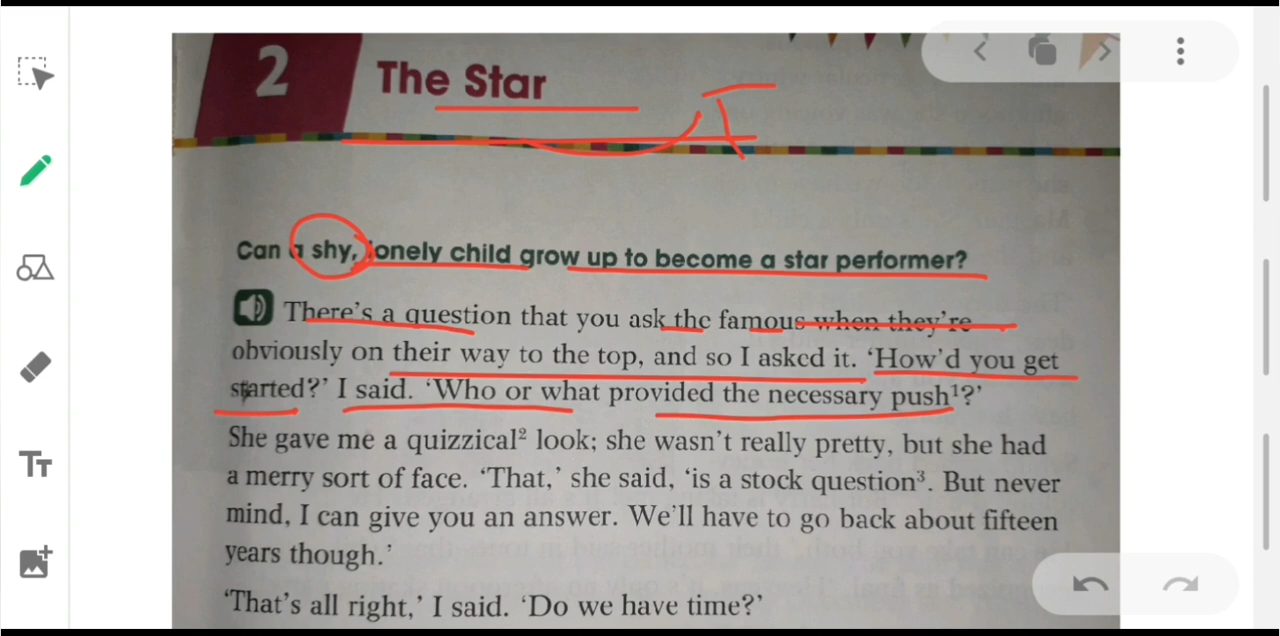 2
The Star
I
Can a shy, lonely child grow up to become a star performer?
There's a question that you ask the famous when they're
obviously on their way to the top, and so I asked it. 'How'd you get
started?' I said. 'Who or what provided the necessary push¹?'
She gave me a quizzical² look; she wasn't really pretty, but she had
a merry sort of face. 'That,' she said, 'is a stock question³. But never
mind, I can give you an answer. We'll have to go back about fifteen
years though.'
'That's all right,' I said. 'Do we have time?'
TT